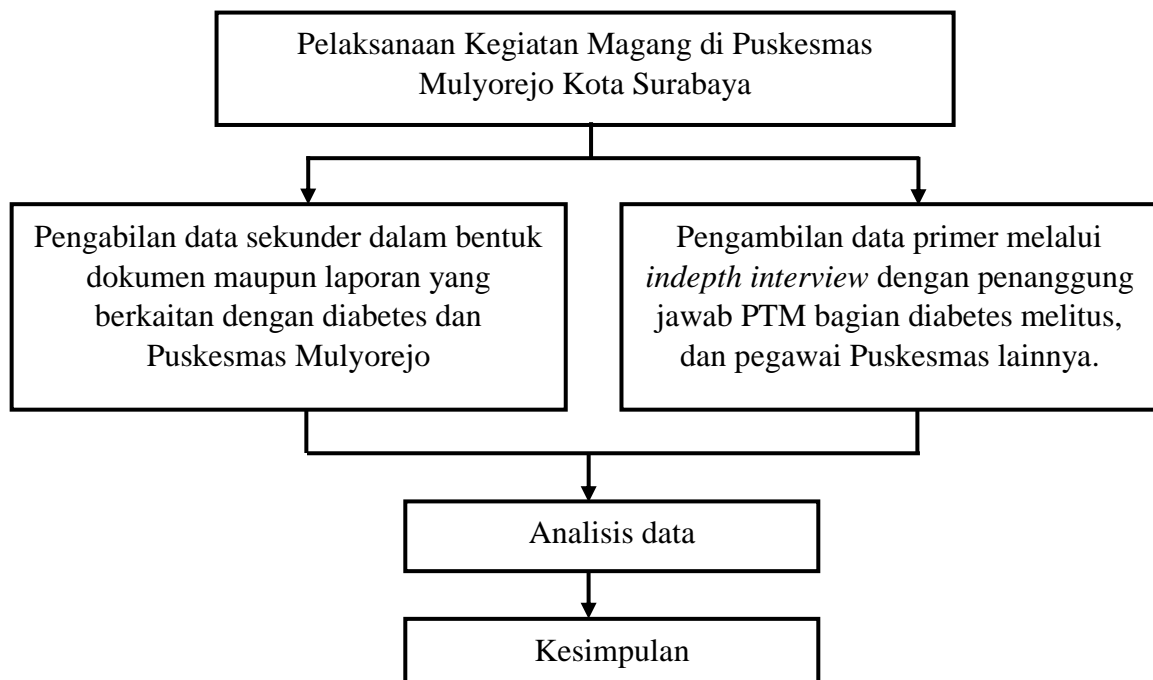 Pelaksanaan Kegiatan Magang di Puskesmas
Mulyorejo Kota Surabaya
Pengabilan data sekunder dalam bentuk
dokumen maupun laporan yang
berkaitan dengan diabetes dan
Puskesmas Mulyorejo
Pengambilan data primer melalui
indepth interview dengan penanggung
jawab PTM bagian diabetes melitus,
dan pegawai Puskesmas lainnya.
Analisis data
Kesimpulan